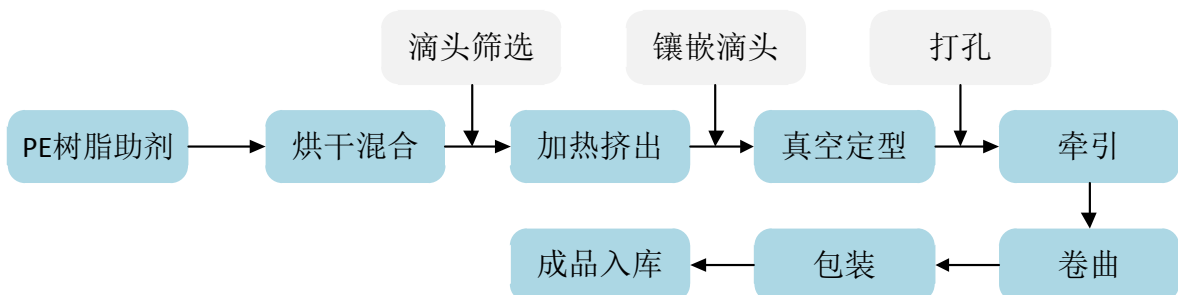 滴头筛选
镶嵌滴头
打孔
PE树脂助剂
烘干混合
加热挤出
真空定型
牵引
成品入库
包装
卷曲